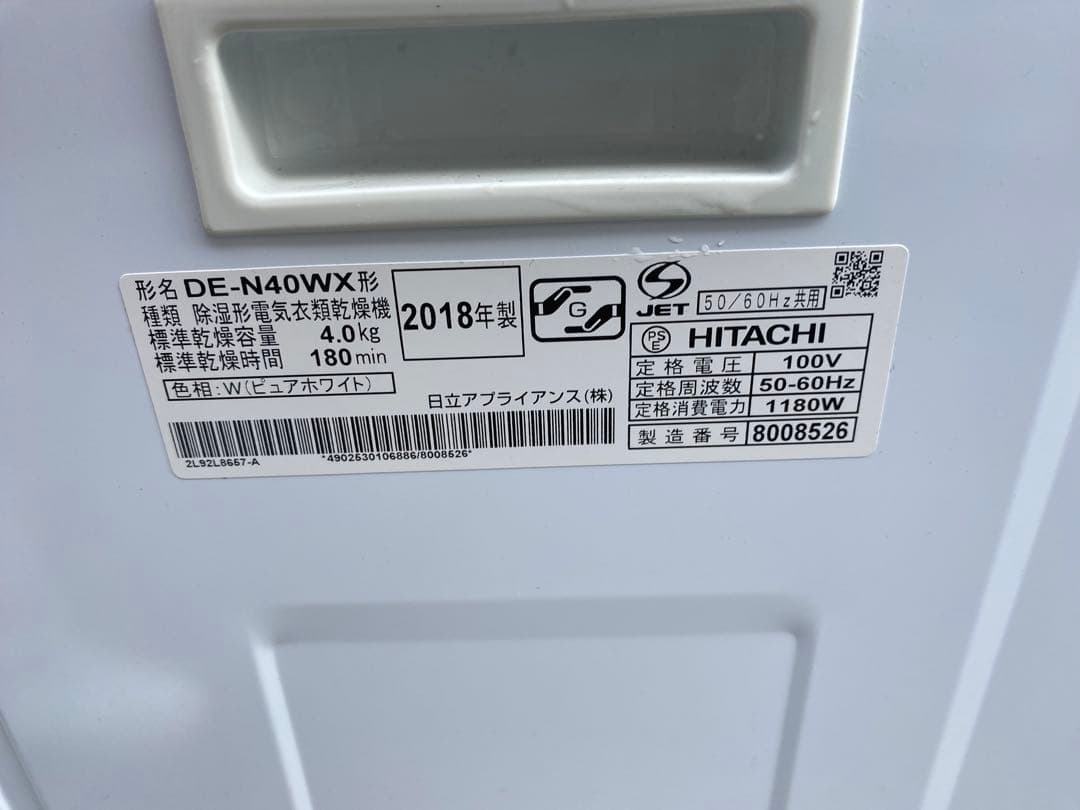 形名 DE-N40WX形
種類 除湿形電気衣類乾燥機
標準乾燥容量 4.0kg
標準乾燥時間 180min
色相:W(ピュアホワイト)
2018年製
G
JET
50/60Hz共用
PS
E
HITACHI
定格電圧 100V
定格周波数 50-60Hz
定格消費電力 1180W
製造番号 8008526
日立アプライアンス(株)
2L92L8657-A
*4902530106886/8008526*